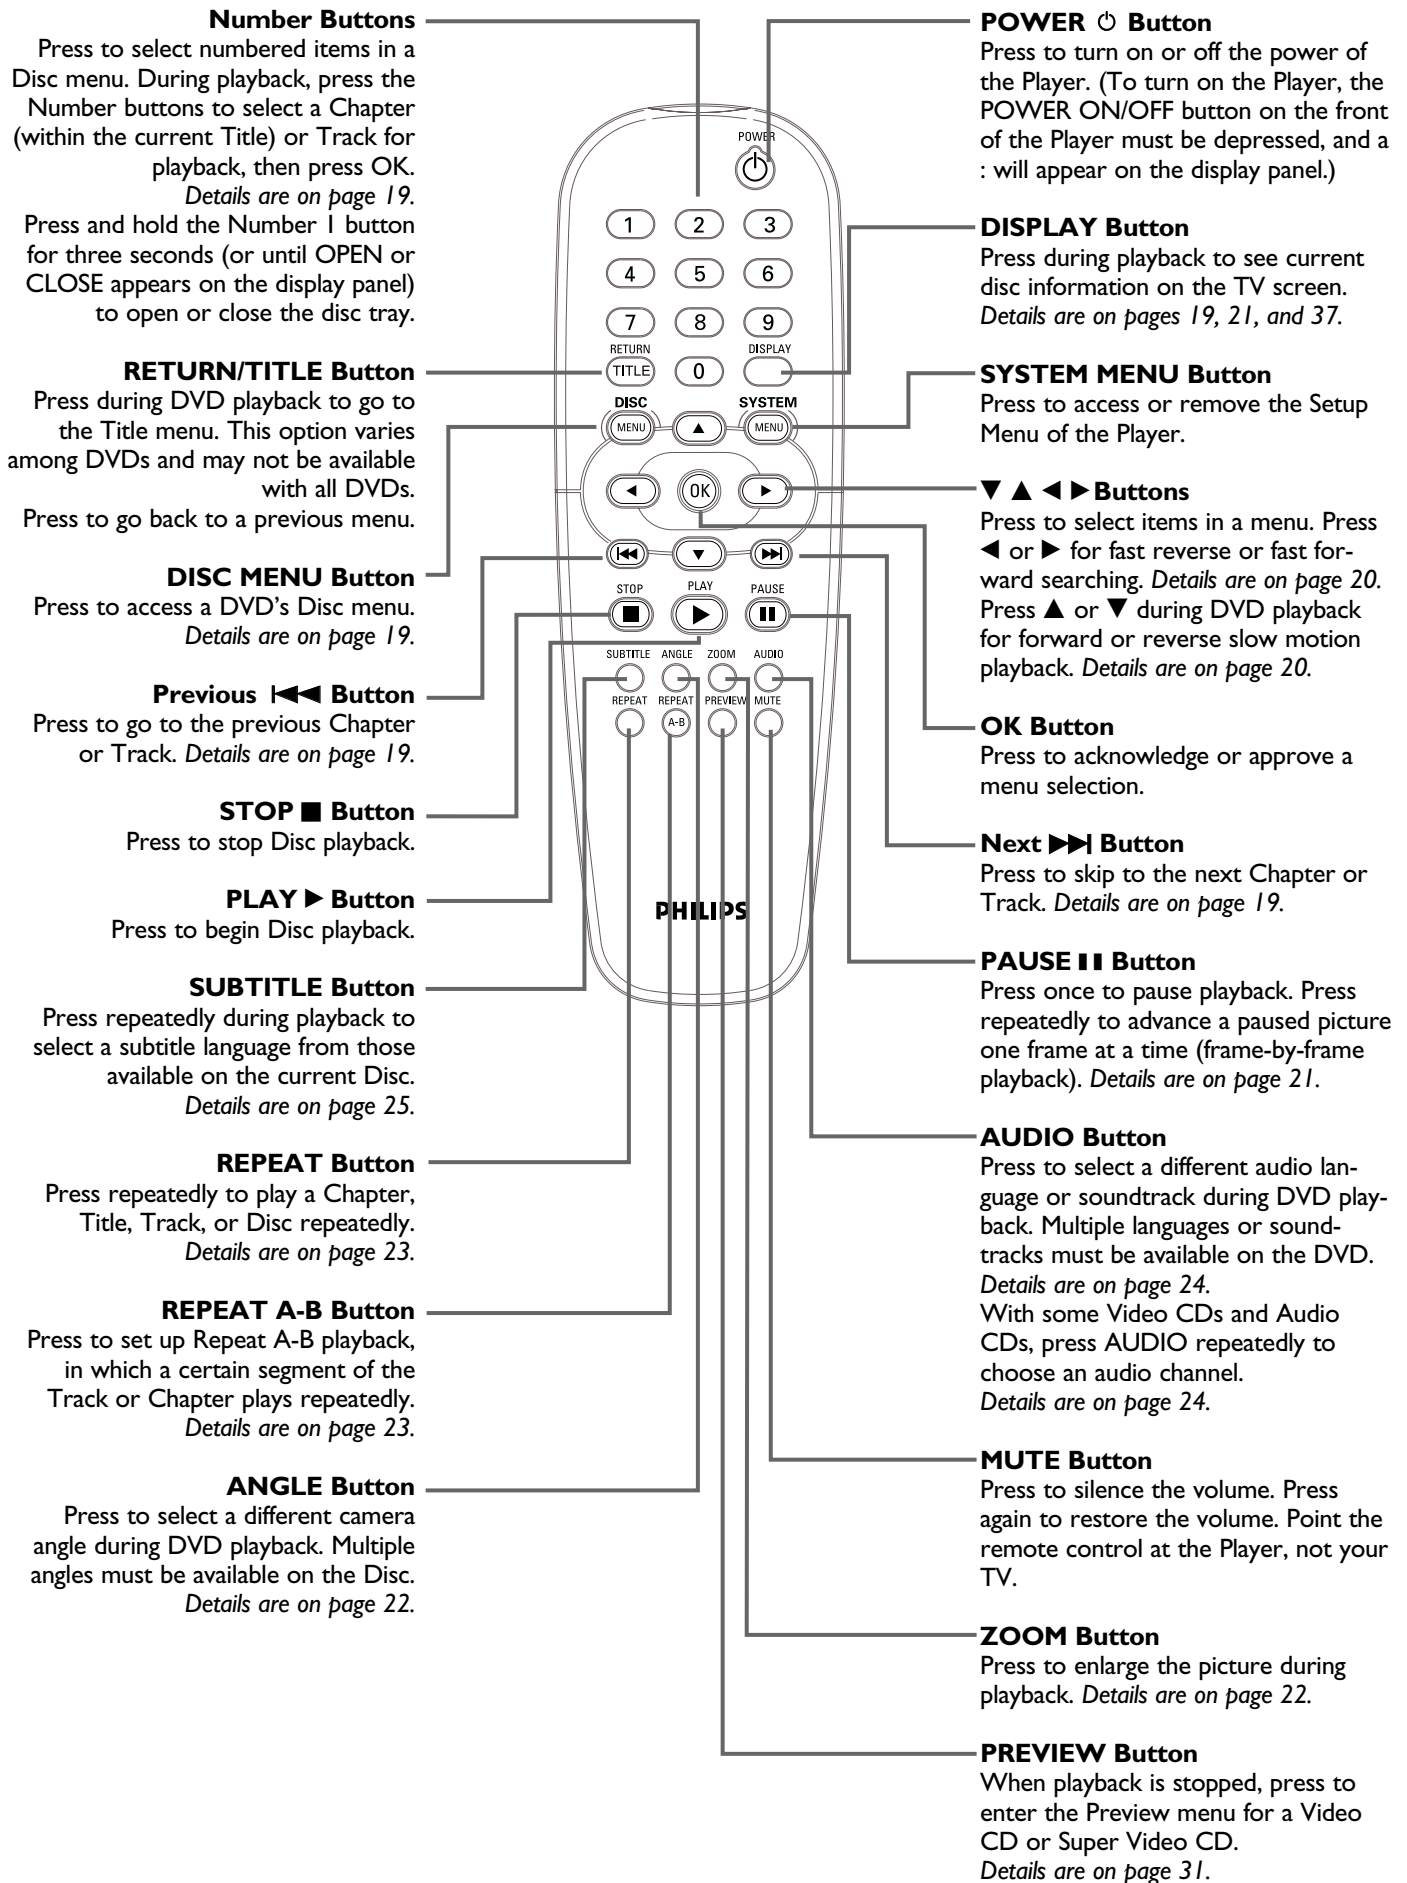 Number Buttons
Press to select numbered items in a
Disc menu. During playback, press the
Number buttons to select a Chapter
(within the current Title) or Track for
playback, then press OK.
Details are on page 19.
Press and hold the Number 1 button
for three seconds (or until OPEN or
CLOSE appears on the display panel)
to open or close the disc tray.
RETURN/TITLE Button
Press during DVD playback to go to
the Title menu. This option varies
among DVDs and may not be available
with all DVDs.
Press to go back to a previous menu.
DISC MENU Button
Press to access a DVD's Disc menu.
Details are on page 19.
Previous ⏮ Button
Press to go to the previous Chapter
or Track. Details are on page 19.
STOP ■ Button
Press to stop Disc playback.
PLAY ▶ Button
Press to begin Disc playback.
SUBTITLE Button
Press repeatedly during playback to
select a subtitle language from those
available on the current Disc.
Details are on page 25.
REPEAT Button
Press repeatedly to play a Chapter,
Title, Track, or Disc repeatedly.
Details are on page 23.
REPEAT A-B Button
Press to set up Repeat A-B playback,
in which a certain segment of the
Track or Chapter plays repeatedly.
Details are on page 23.
ANGLE Button
Press to select a different camera
angle during DVD playback. Multiple
angles must be available on the Disc.
Details are on page 22.
POWER
1 2 3
4 5 6
7 8 9
RETURN DISPLAY
TITLE 0
DISC SYSTEM
MENU ▲ MENU
◀ OK ▶
⏮ ▼ ⏭
STOP PLAY PAUSE
SUBTITLE ANGLE ZOOM AUDIO
REPEAT REPEAT PREVIEW MUTE
A-B
PHILIPS
POWER ⏻ Button
Press to turn on or off the power of
the Player. (To turn on the Player, the
POWER ON/OFF button on the front
of the Player must be depressed, and a
: will appear on the display panel.)
DISPLAY Button
Press during playback to see current
disc information on the TV screen.
Details are on pages 19, 21, and 37.
SYSTEM MENU Button
Press to access or remove the Setup
Menu of the Player.
▼ ▲ ◀ ▶ Buttons
Press to select items in a menu. Press
◀ or ▶ for fast reverse or fast for-
ward searching. Details are on page 20.
Press ▲ or ▼ during DVD playback
for forward or reverse slow motion
playback. Details are on page 20.
OK Button
Press to acknowledge or approve a
menu selection.
Next ⏭ Button
Press to skip to the next Chapter or
Track. Details are on page 19.
PAUSE ❚❚ Button
Press once to pause playback. Press
repeatedly to advance a paused picture
one frame at a time (frame-by-frame
playback). Details are on page 21.
AUDIO Button
Press to select a different audio lan-
guage or soundtrack during DVD play-
back. Multiple languages or sound-
tracks must be available on the DVD.
Details are on page 24.
With some Video CDs and Audio
CDs, press AUDIO repeatedly to
choose an audio channel.
Details are on page 24.
MUTE Button
Press to silence the volume. Press
again to restore the volume. Point the
remote control at the Player, not your
TV.
ZOOM Button
Press to enlarge the picture during
playback. Details are on page 22.
PREVIEW Button
When playback is stopped, press to
enter the Preview menu for a Video
CD or Super Video CD.
Details are on page 31.